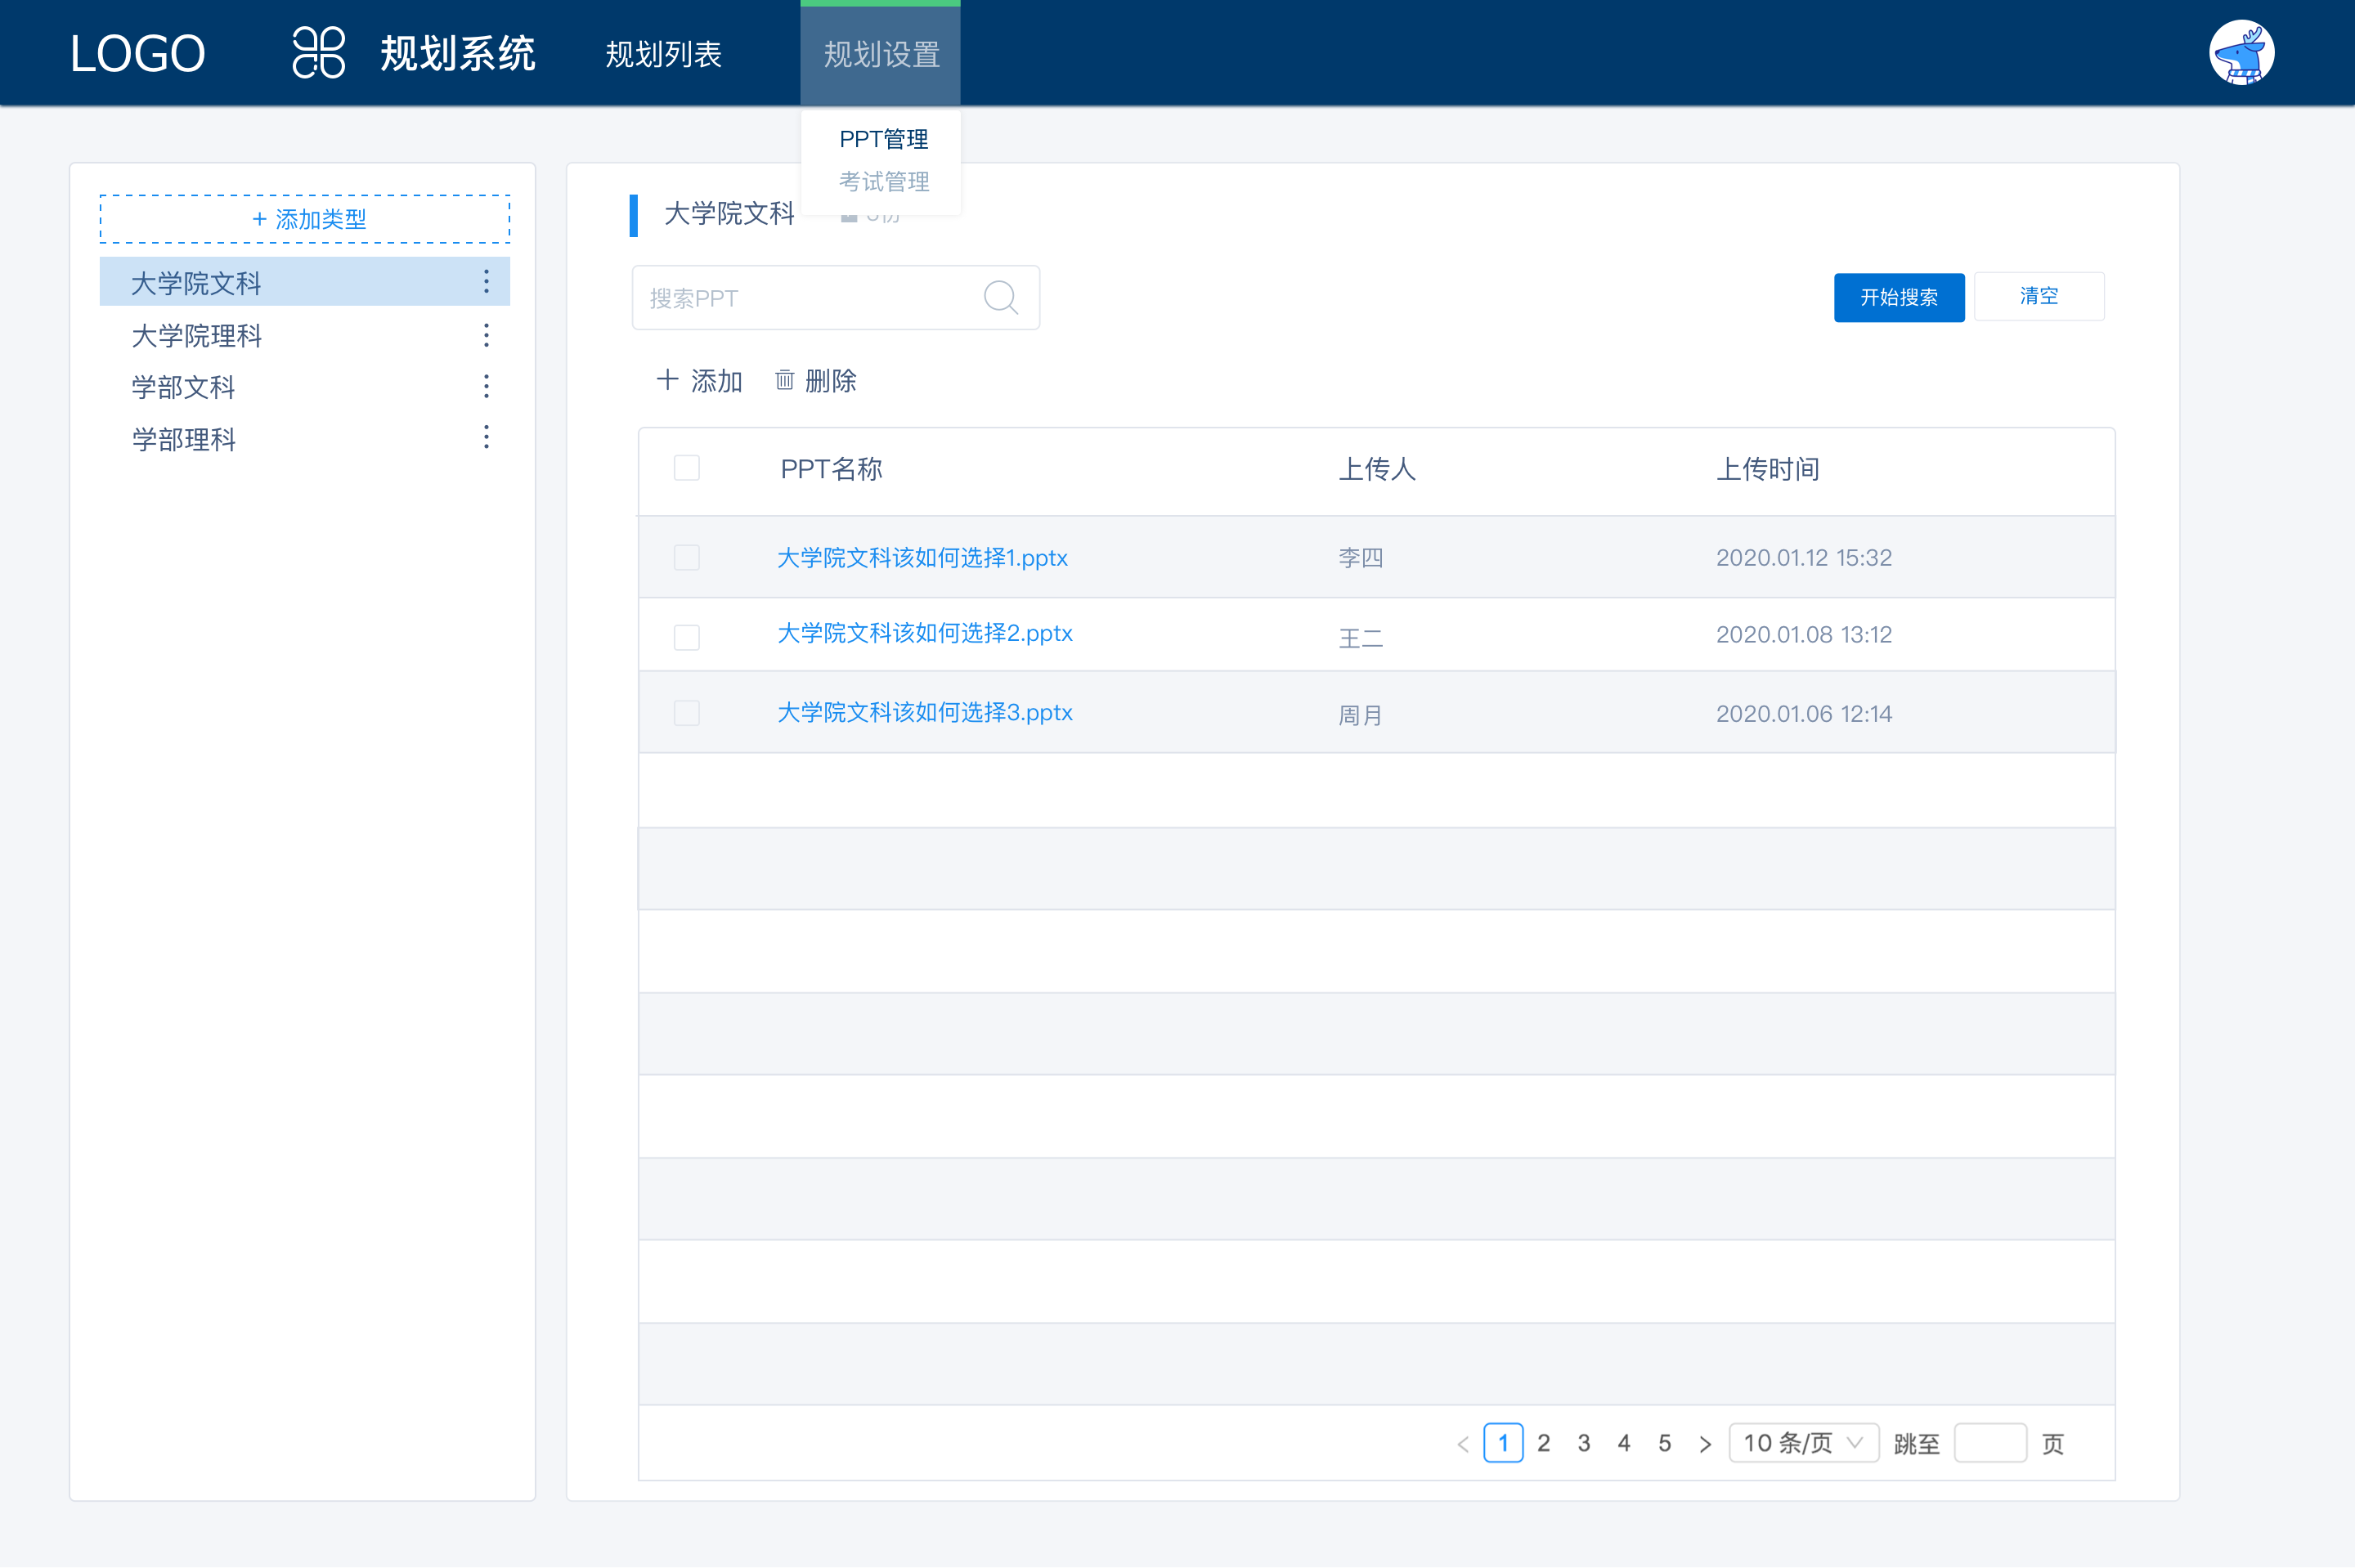 LOGO 规划系统 规划列表 规划设置
PPT管理
考试管理
+ 添加类型
大学院文科
大学院理科
学部文科
学部理科
大学院文科
搜索PPT 开始搜索 清空
添加 删除
PPT名称 上传人 上传时间
大学院文科该如何选择1.pptx 李四 2020.01.12 15:32
大学院文科该如何选择2.pptx 王二 2020.01.08 13:12
大学院文科该如何选择3.pptx 周月 2020.01.06 12:14
< 1 2 3 4 5 > 10 条/页 跳至 页